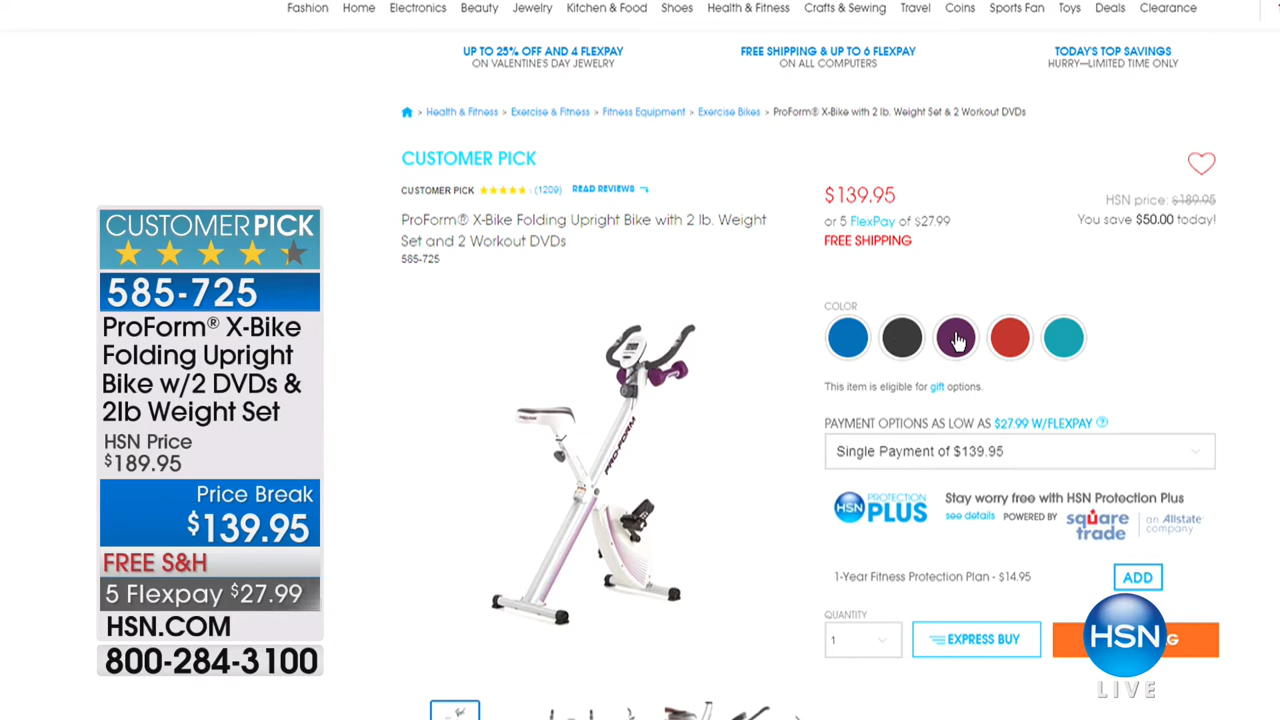 Fashion Home Electronics Beauty Jewelry Kitchen & Food Shoes Health & Fitness Crafts & Sewing Travel Coins Sports Fan Toys Deals Clearance
UP TO 25% OFF AND 4 FLEXPAY
ON VALENTINE'S DAY JEWELRY
FREE SHIPPING & UP TO 6 FLEXPAY
ON ALL COMPUTERS
TODAY'S TOP SAVINGS
HURRY—LIMITED TIME ONLY
> Health & Fitness > Exercise & Fitness > Fitness Equipment > Exercise Bikes > ProForm® X-Bike with 2 lb. Weight Set & 2 Workout DVDs
CUSTOMER PICK
CUSTOMER PICK (1209) READ REVIEWS
ProForm® X-Bike Folding Upright Bike with 2 lb. Weight
Set and 2 Workout DVDs
585-725
$139.95
or 5 FlexPay of $27.99
FREE SHIPPING
HSN price: $189.95
You save $50.00 today!
COLOR
This item is eligible for gift options.
PAYMENT OPTIONS AS LOW AS $27.99 W/FLEXPAY ?
Single Payment of $139.95
HSN PROTECTION
PLUS
Stay worry free with HSN Protection Plus
see details POWERED BY square trade an Allstate company
1-Year Fitness Protection Plan - $14.95
ADD
QUANTITY
1
EXPRESS BUY
G
HSN
LIVE
PRO-FORM
CUSTOMER PICK
585-725
ProForm® X-Bike
Folding Upright
Bike w/2 DVDs &
2lb Weight Set
HSN Price
$189.95
Price Break
$139.95
FREE S&H
5 Flexpay $27.99
HSN.COM
800-284-3100